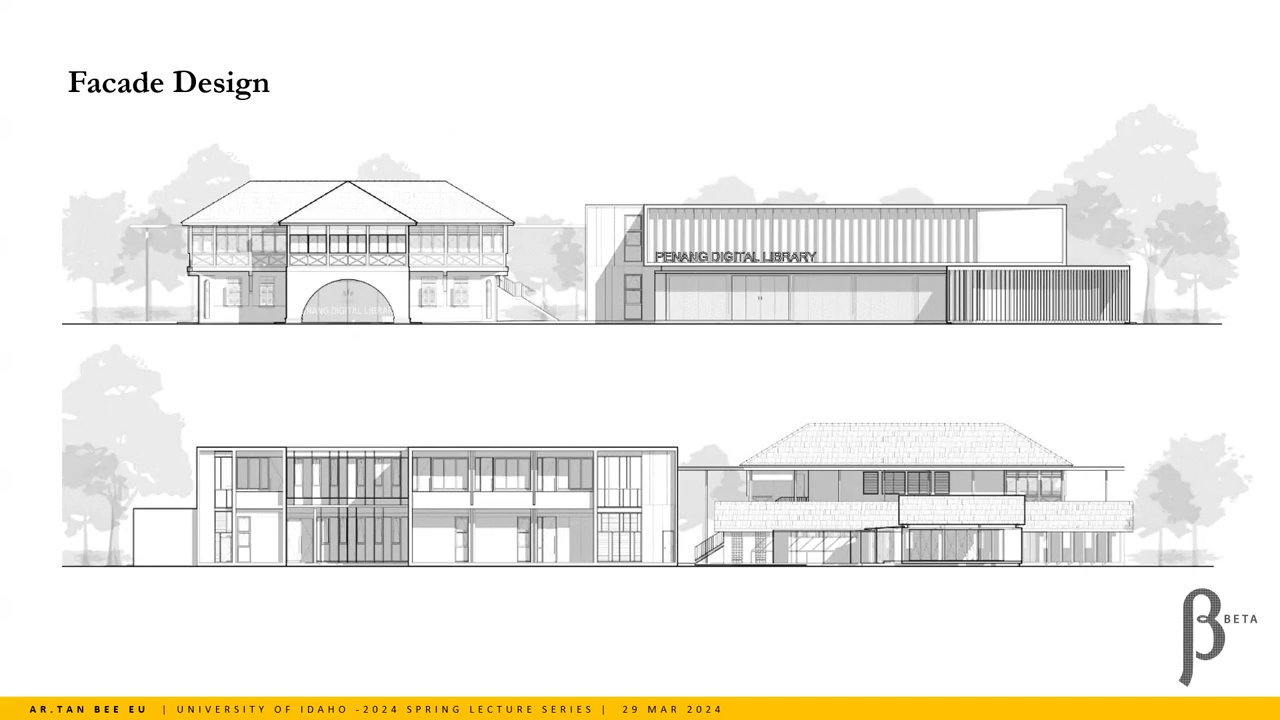 Facade Design
PENANG DIGITAL LIBRARY
DIGITAL
β BETA
AR.TAN BEE EU | UNIVERSITY OF IDAHO -2024 SPRING LECTURE SERIES | 29 MAR 2024